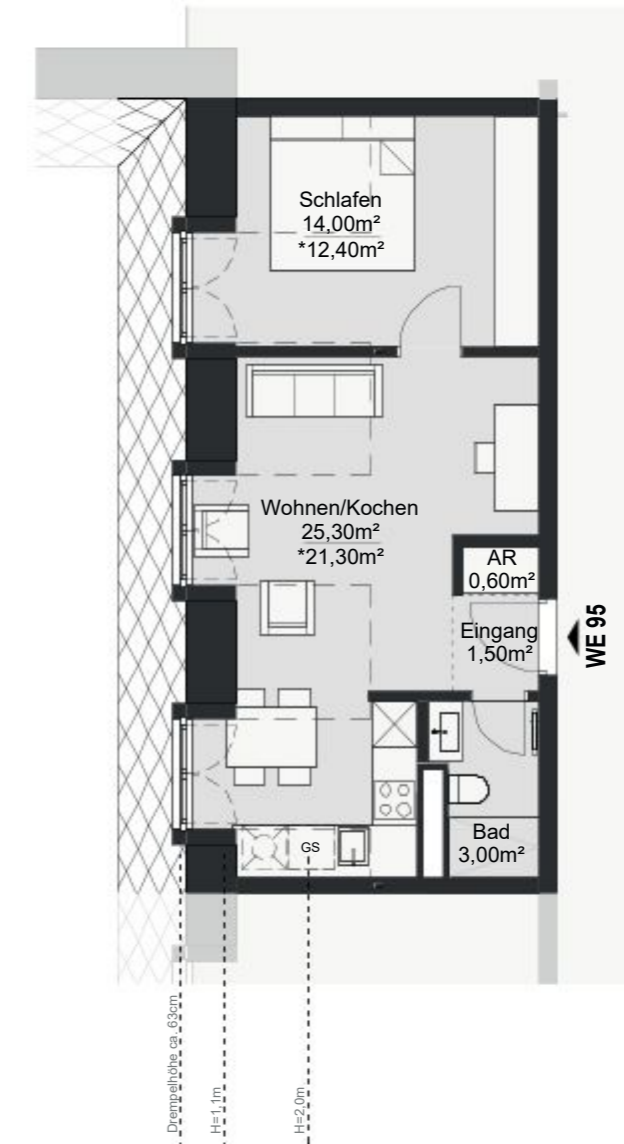 Schlafen
14,00m²
*12,40m²
Wohnen/Kochen
25,30m²
*21,30m²
AR
0,60m²
Eingang
1,50m²
WE 95
GS
Bad
3,00m²
Drempelhöhe ca. 63cm
H=1,1m
H=2,0m